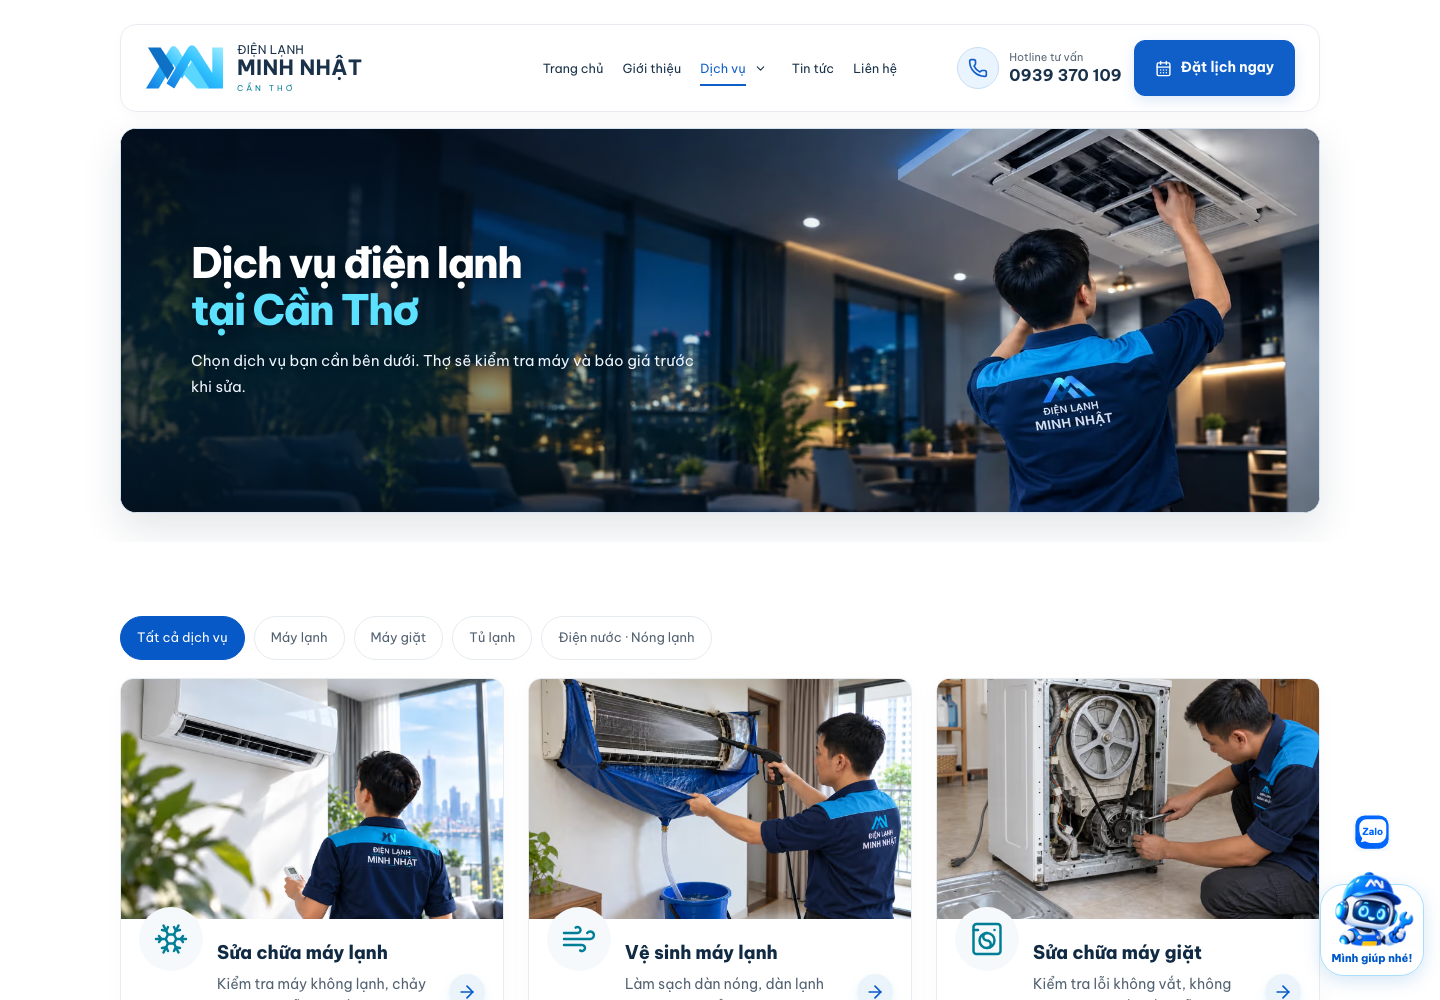 ĐIỆN LẠNH
MINH NHẬT
CẦN THƠ
Trang chủ
Giới thiệu
Dịch vụ
Tin tức
Liên hệ
Hotline tư vấn
0939 370 109
Đặt lịch ngay
Dịch vụ điện lạnh
tại Cần Thơ
Chọn dịch vụ bạn cần bên dưới. Thợ sẽ kiểm tra máy và báo giá trước
khi sửa.
ĐIỆN LẠNH
MINH NHẬT
Tất cả dịch vụ
Máy lạnh
Máy giặt
Tủ lạnh
Điện nước · Nóng lạnh
ĐIỆN LẠNH
MINH NHẬT
ĐIỆN LẠNH
MINH NHẬT
Zalo
Mình giúp nhé!
Sửa chữa máy lạnh
Kiểm tra máy không lạnh, chảy
Vệ sinh máy lạnh
Làm sạch dàn nóng, dàn lạnh
Sửa chữa máy giặt
Kiểm tra lỗi không vắt, không